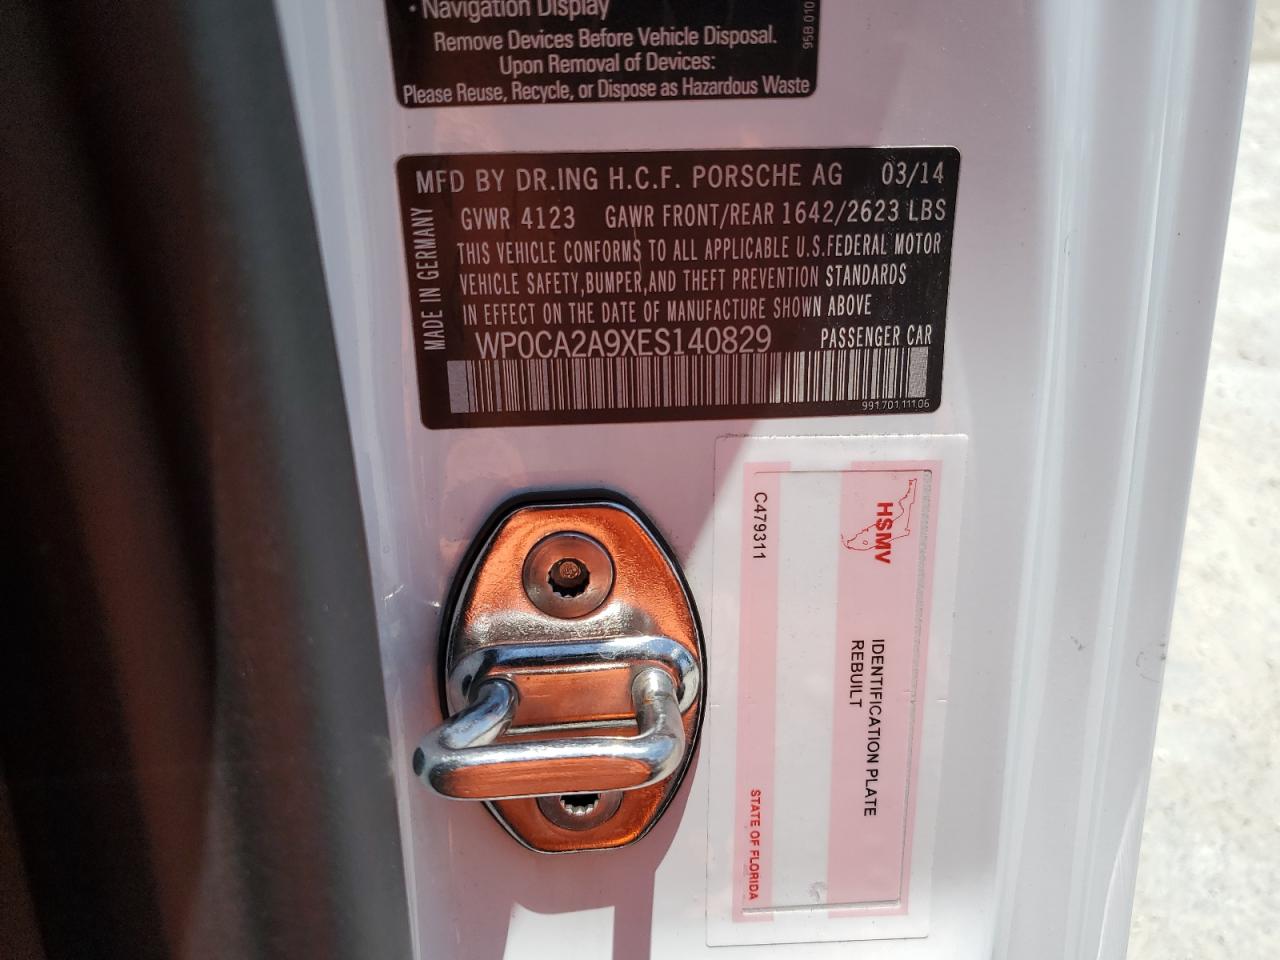 • Navigation Display
Remove Devices Before Vehicle Disposal.
Upon Removal of Devices:
Please Reuse, Recycle, or Dispose as Hazardous Waste
95B 010
MFD BY DR.ING H.C.F. PORSCHE AG 03/14
GVWR 4123 GAWR FRONT/REAR 1642/2623 LBS
THIS VEHICLE CONFORMS TO ALL APPLICABLE U.S.FEDERAL MOTOR
VEHICLE SAFETY,BUMPER,AND THEFT PREVENTION STANDARDS
IN EFFECT ON THE DATE OF MANUFACTURE SHOWN ABOVE
WP0CA2A9XES140829 PASSENGER CAR
991.701.111.06
MADE IN GERMANY
HSMV
IDENTIFICATION PLATE
REBUILT
C479311
STATE OF FLORIDA